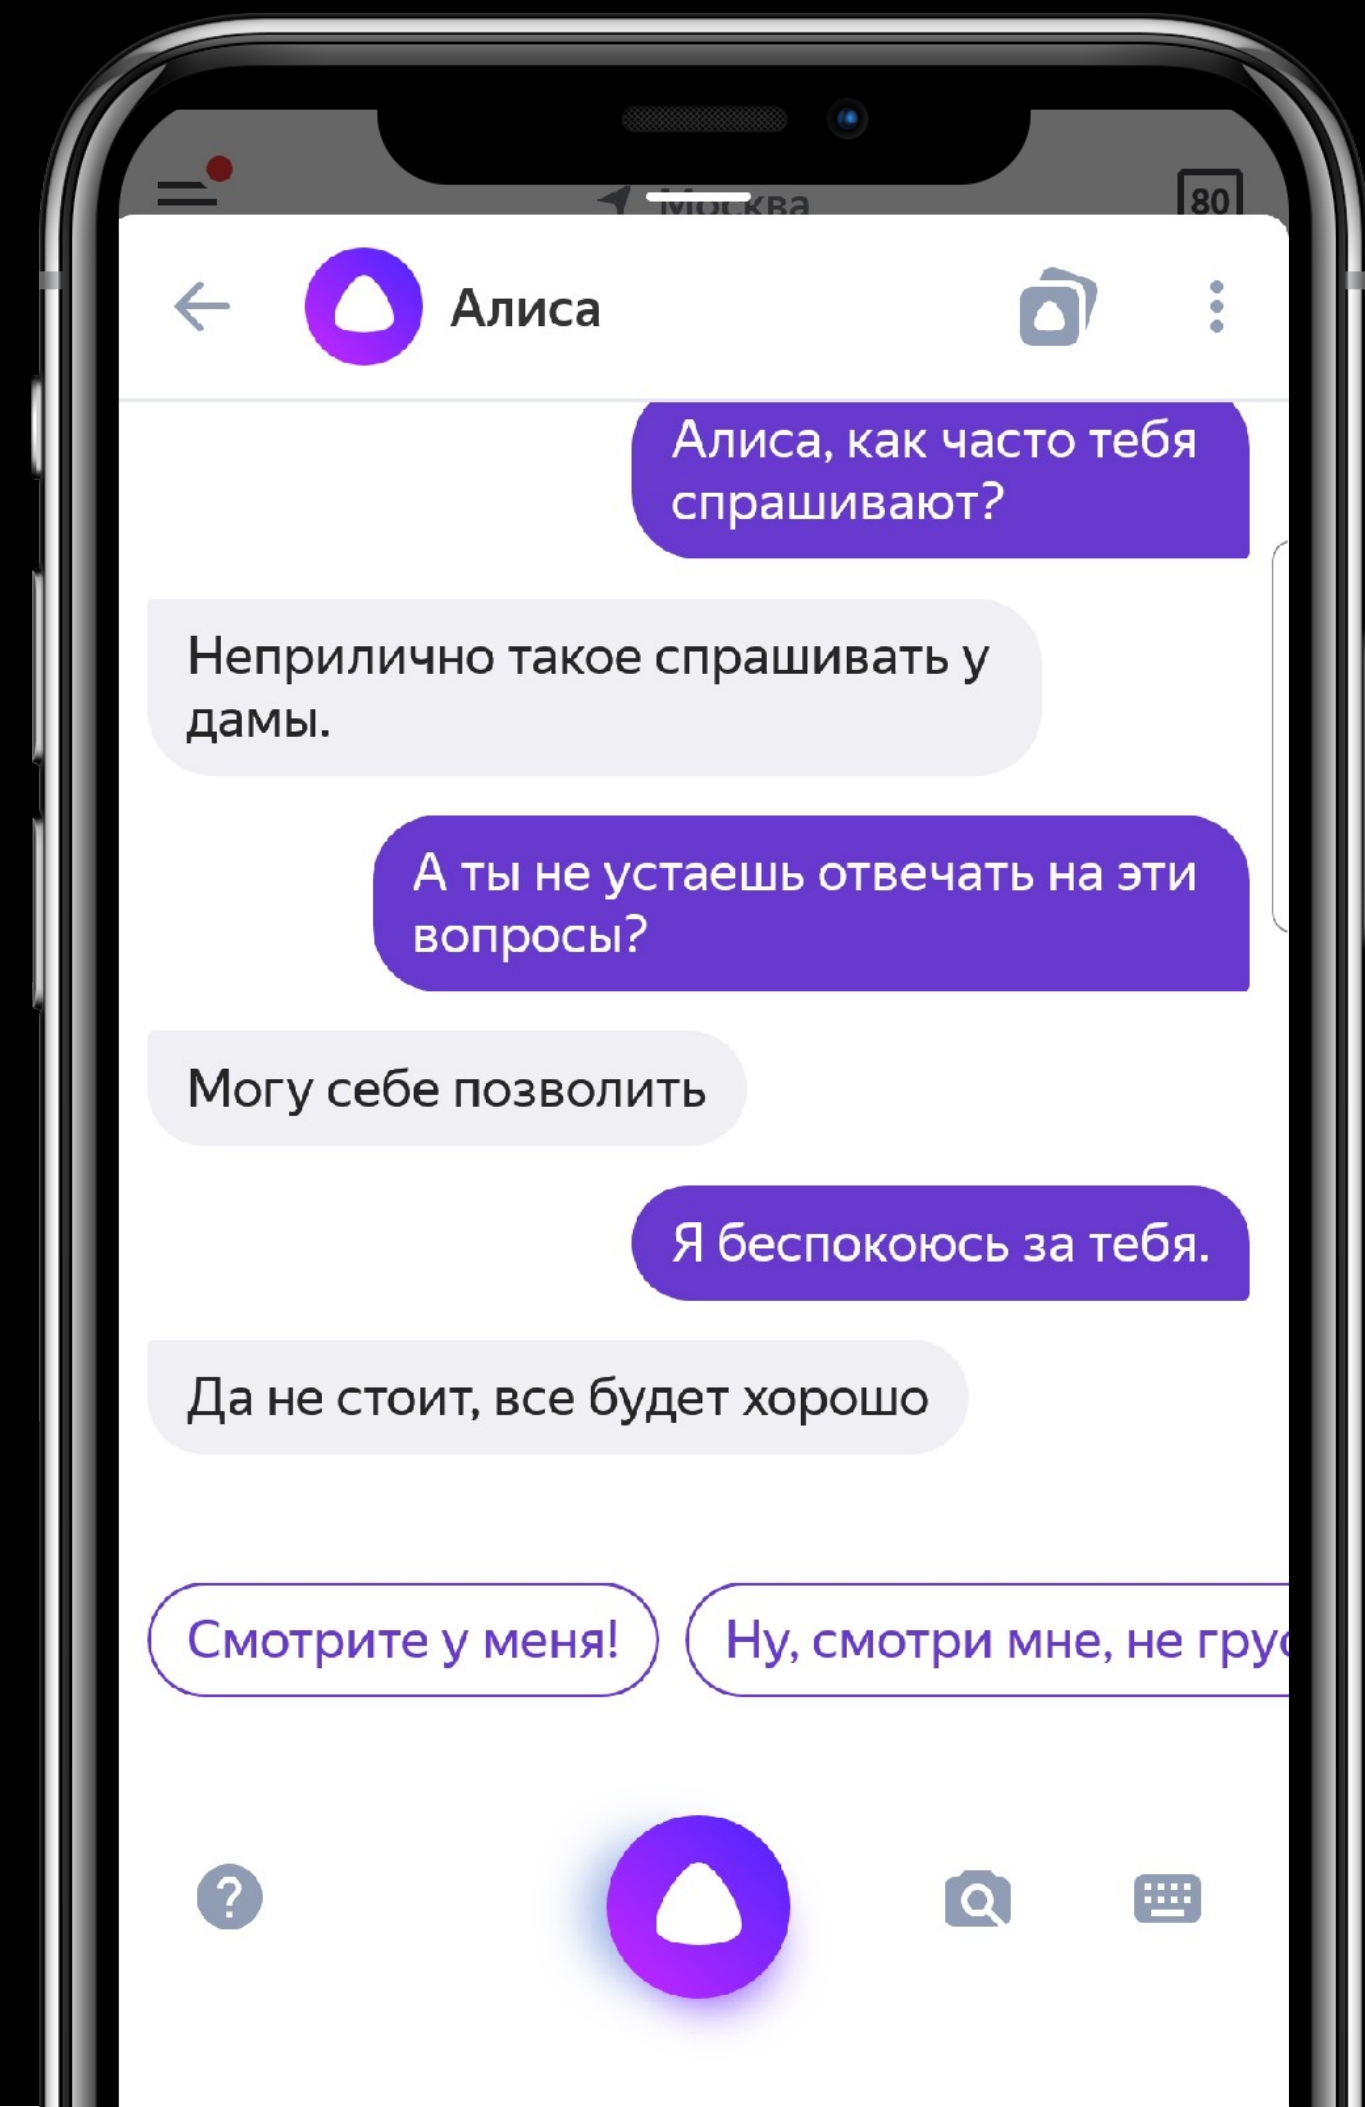 Москва
80
Алиса
Алиса, как часто тебя
спрашивают?
Неприлично такое спрашивать у
дамы.
А ты не устаешь отвечать на эти
вопросы?
Могу себе позволить
Я беспокоюсь за тебя.
Да не стоит, все будет хорошо
Смотрите у меня!
Ну, смотри мне, не